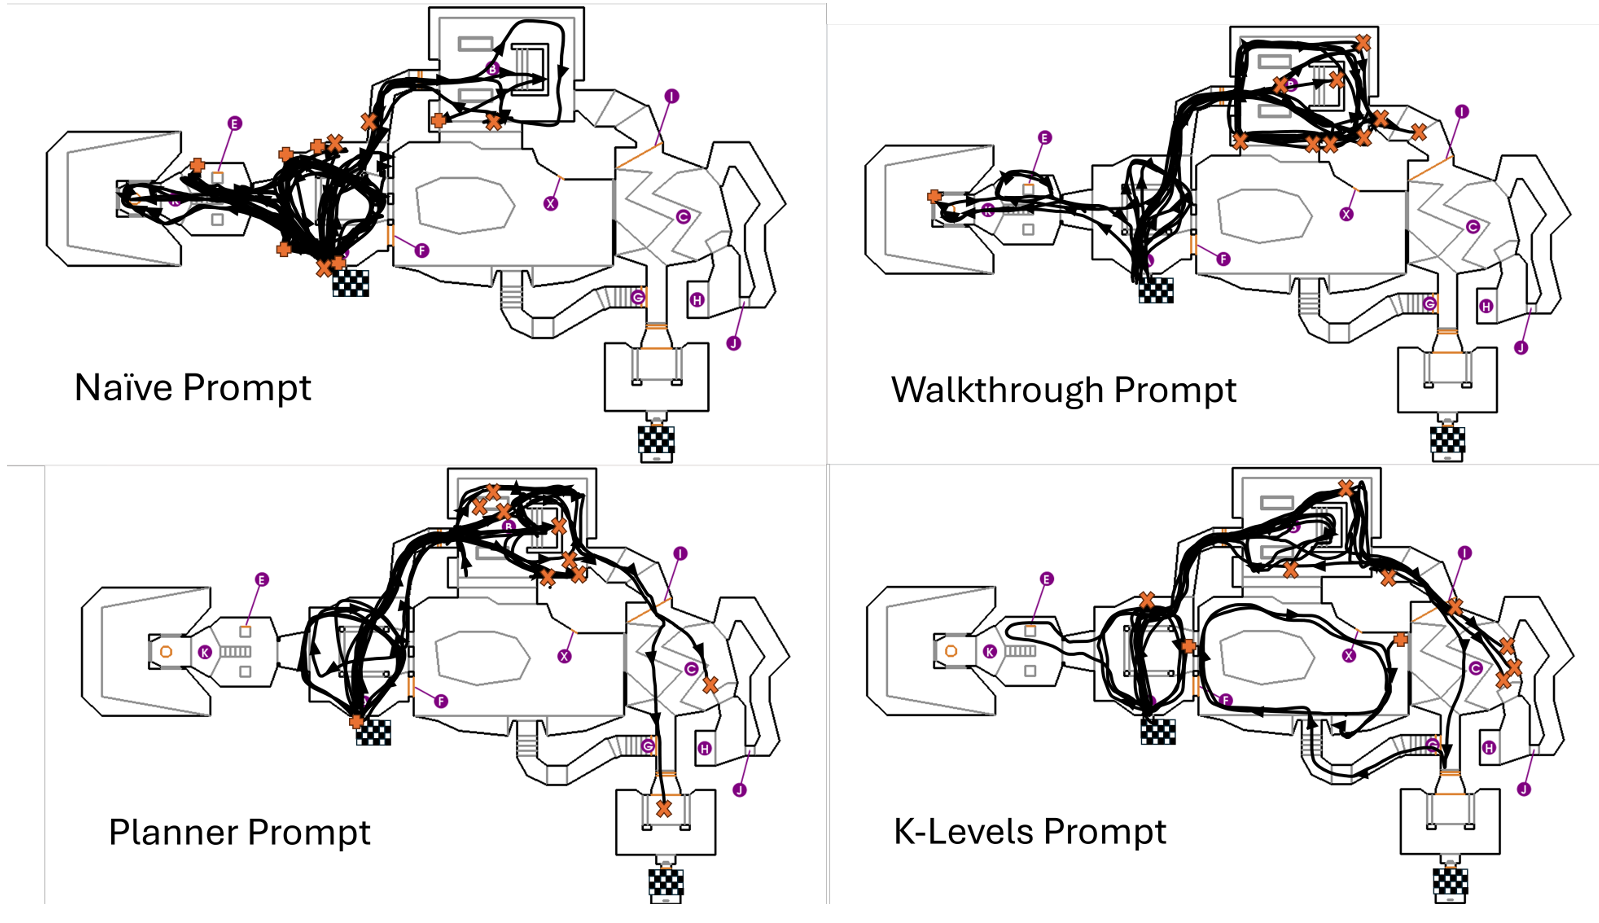 E
I
B
K
X
C
F
G
H
J
Naïve Prompt
E
I
B
K
X
C
F
G
H
J
Walkthrough Prompt
E
I
B
K
X
C
F
G
H
J
Planner Prompt
E
I
K
X
C
F
G
H
J
K-Levels Prompt